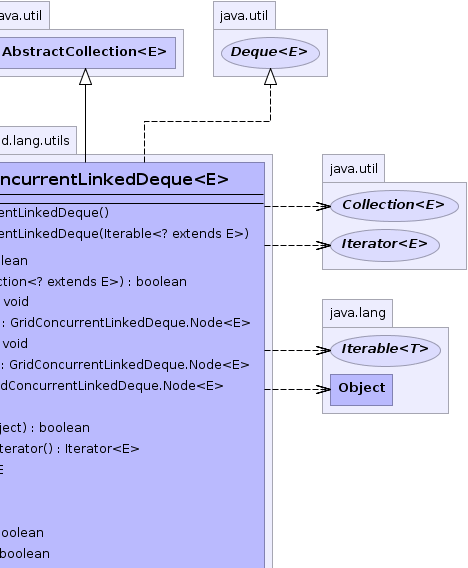 ava.util
java.util
AbstractCollection<E>
Deque<E>
d.lang.utils
ncurrentLinkedDeque<E>
java.util
Collection<E>
Iterator<E>
entLinkedDeque()
entLinkedDeque(Iterable<? extends E>)
lean
ction<? extends E>) : boolean
void
: GridConcurrentLinkedDeque.Node<E>
void
: GridConcurrentLinkedDeque.Node<E>
dConcurrentLinkedDeque.Node<E>
java.lang
Iterable<T>
Object
ject) : boolean
terator() : Iterator<E>
E
oolean
boolean